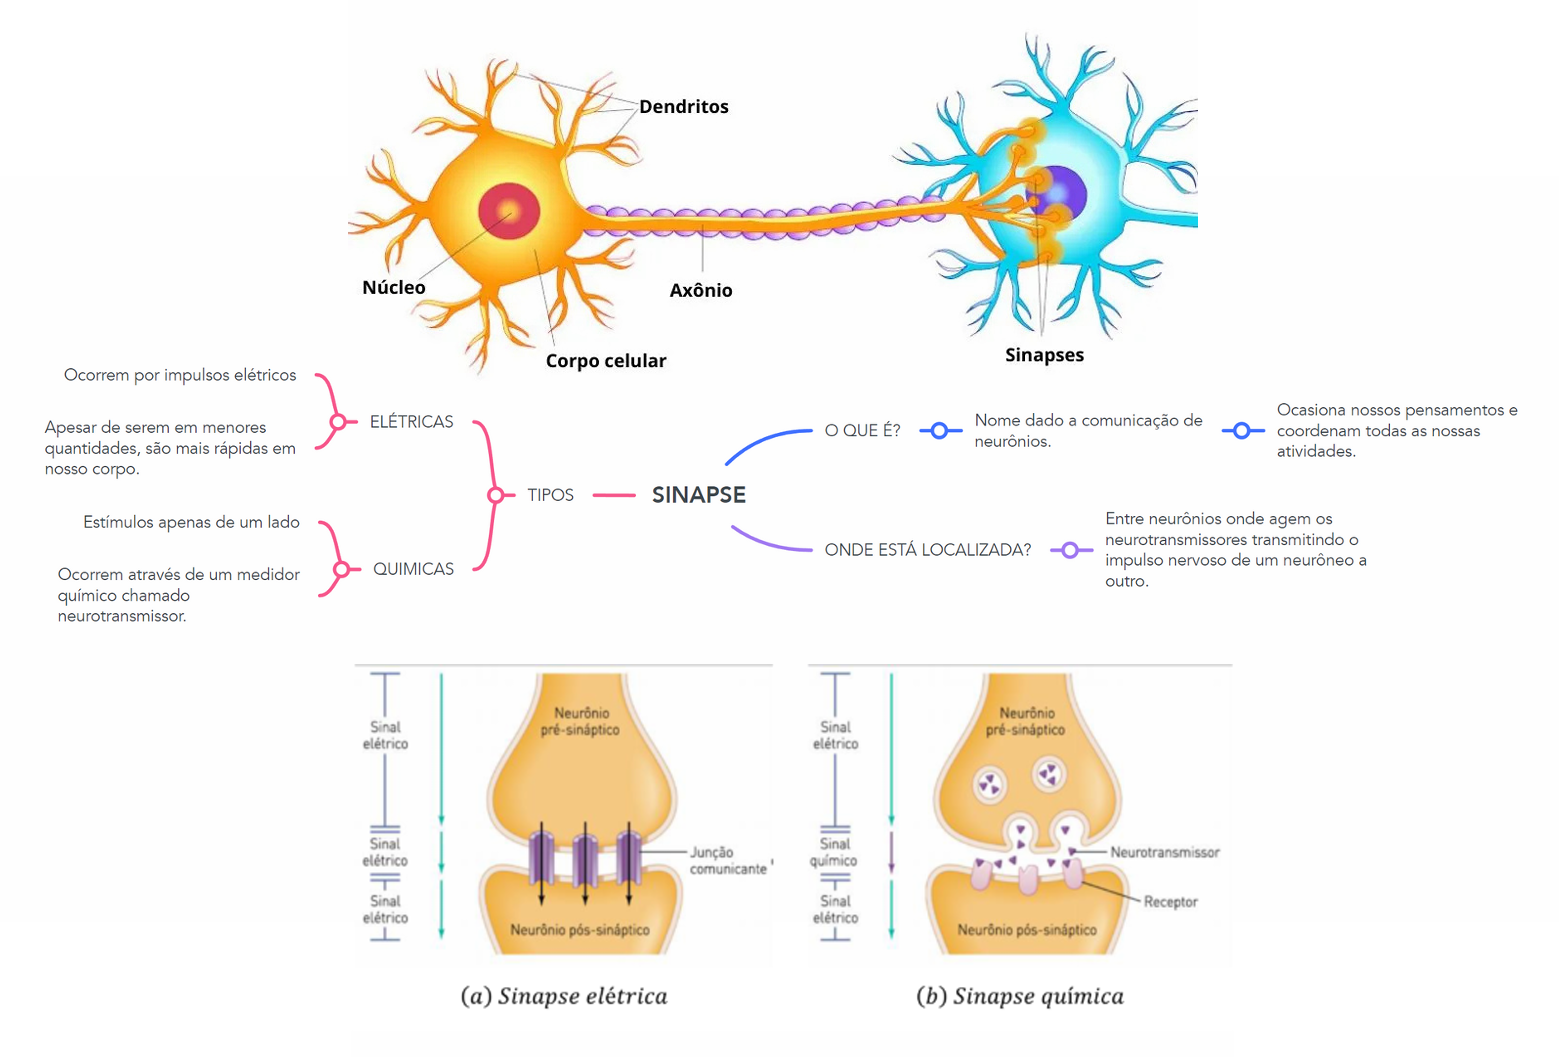 Dendritos
Núcleo
Axônio
Corpo celular
Sinapses
Ocorrem por impulsos elétricos
Apesar de serem em menores
quantidades, são mais rápidas em
nosso corpo.
ELÉTRICAS
Estímulos apenas de um lado
Ocorrem através de um medidor
químico chamado
neurotransmissor.
QUIMICAS
TIPOS
SINAPSE
O QUE É?
Nome dado a comunicação de
neurônios.
Ocasiona nossos pensamentos e
coordenam todas as nossas
atividades.
ONDE ESTÁ LOCALIZADA?
Entre neurônios onde agem os
neurotransmissores transmitindo o
impulso nervoso de um neurôneo a
outro.
Sinal
elétrico
Neurônio
pré-sináptico
Sinal
elétrico
Junção
comunicante
Sinal
elétrico
Neurônio pós-sináptico
(a) Sinapse elétrica
Sinal
elétrico
Neurônio
pré-sináptico
Sinal
químico
Neurotransmissor
Sinal
elétrico
Receptor
Neurônio pós-sináptico
(b) Sinapse química